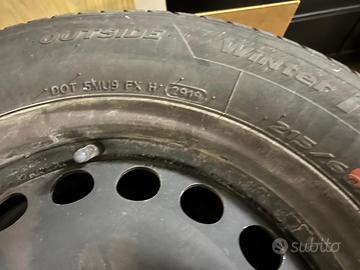 OUTSIDE
Winter
DOT 5MU9 FX H 2919
215/6
subito